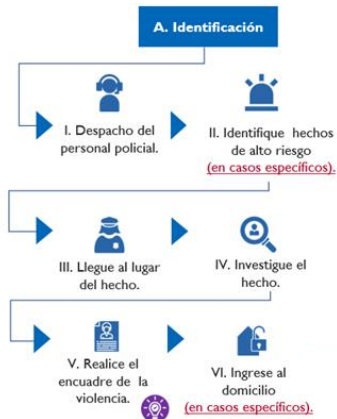 A. Identificación
I. Despacho del
personal policial.
II. Identifique hechos
de alto riesgo
(en casos específicos).
III. Llegue al lugar
del hecho.
IV. Investigue el
hecho.
V. Realice el
encuadre de la
violencia.
VI. Ingrese al
domicilio
(en casos específicos).